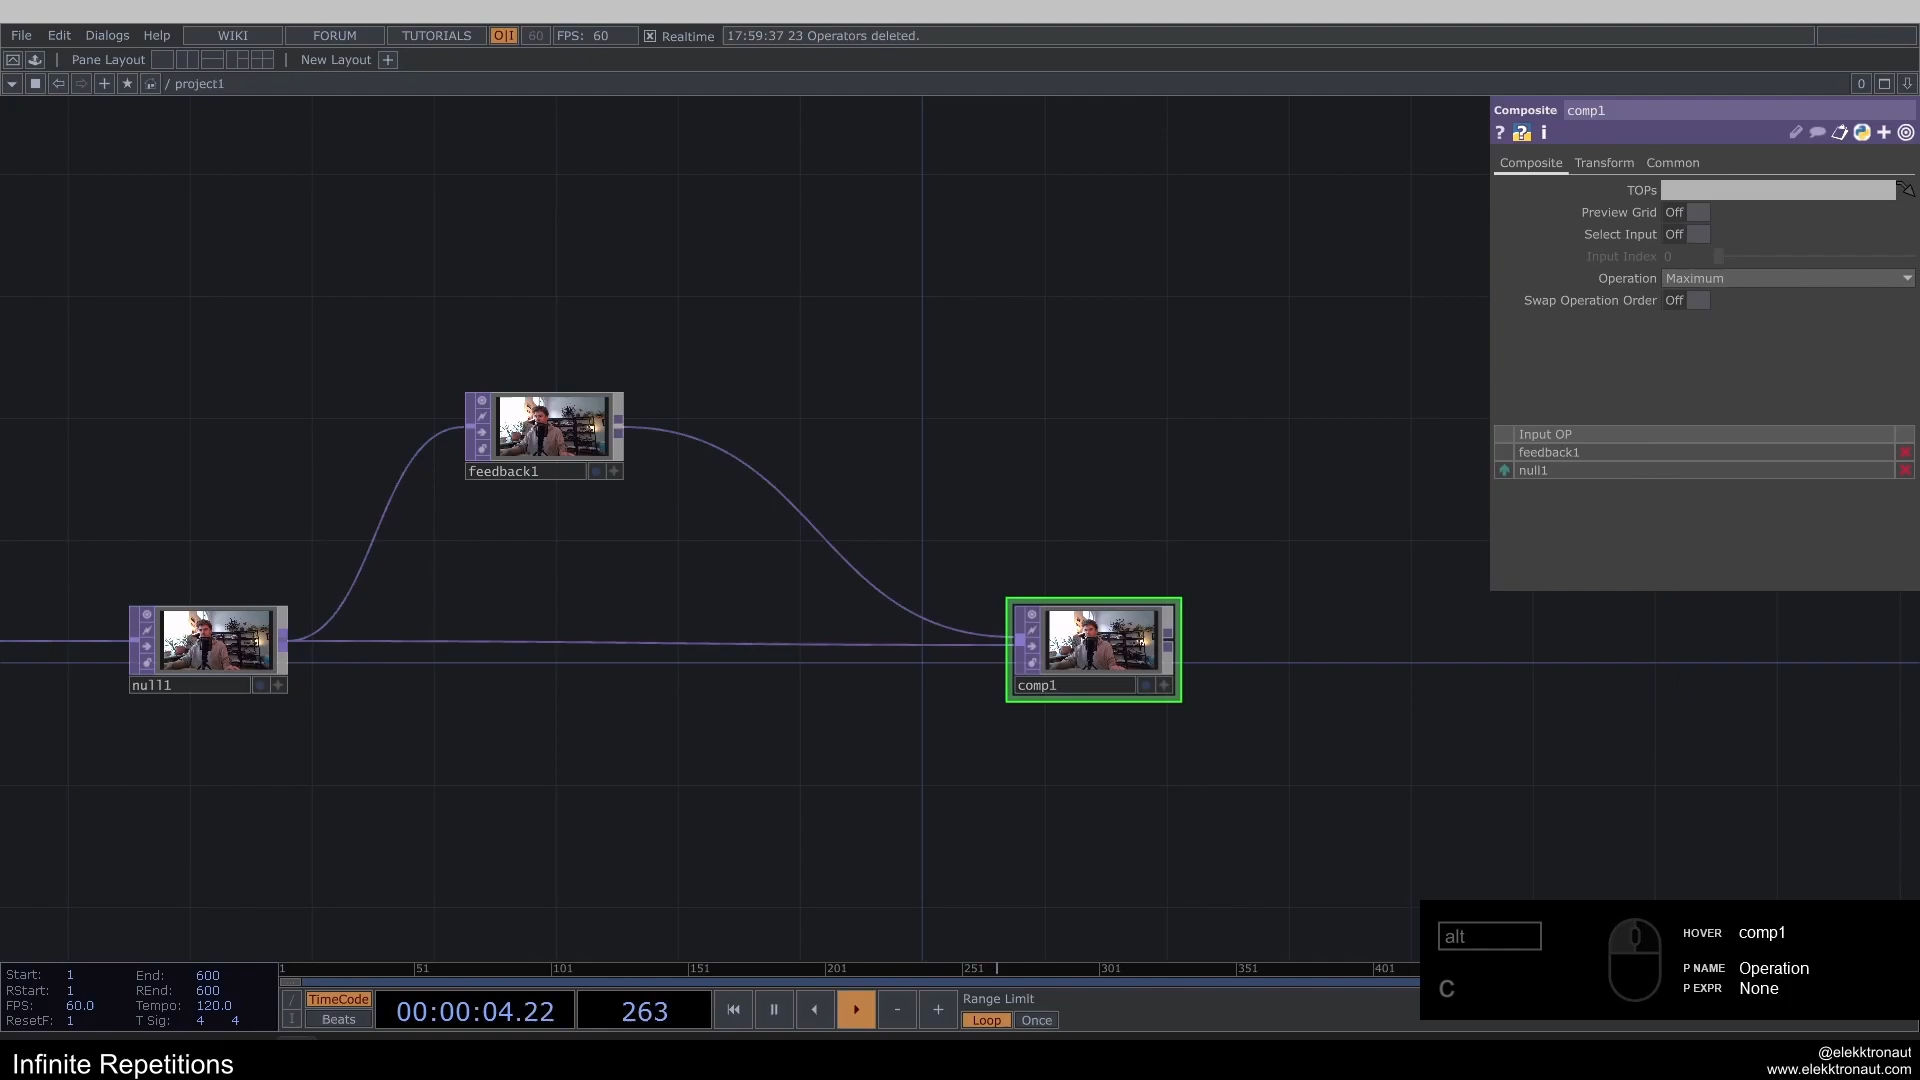 File Edit Dialogs Help WIKI FORUM TUTORIALS O|I 60 FPS: 60 Realtime 17:59:37 23 Operators deleted.
Pane Layout New Layout +
/ project1 0
Composite comp1
? ? i
Composite Transform Common
TOPs
Preview Grid Off
Select Input Off
Input Index 0
Operation Maximum
Swap Operation Order Off
Input OP
feedback1
null1
feedback1
null1
comp1
alt
C
HOVER comp1
P NAME Operation
P EXPR None
1 51 101 151 201 251 301 351 401
Start: 1 End: 600
RStart: 1 REnd: 600
FPS: 60.0 Tempo: 120.0
ResetF: 1 T Sig: 4 4
/ TimeCode
I Beats
00:00:04.22 263 - +
Range Limit
Loop Once
Infinite Repetitions
@elekktronaut
www.elekktronaut.com